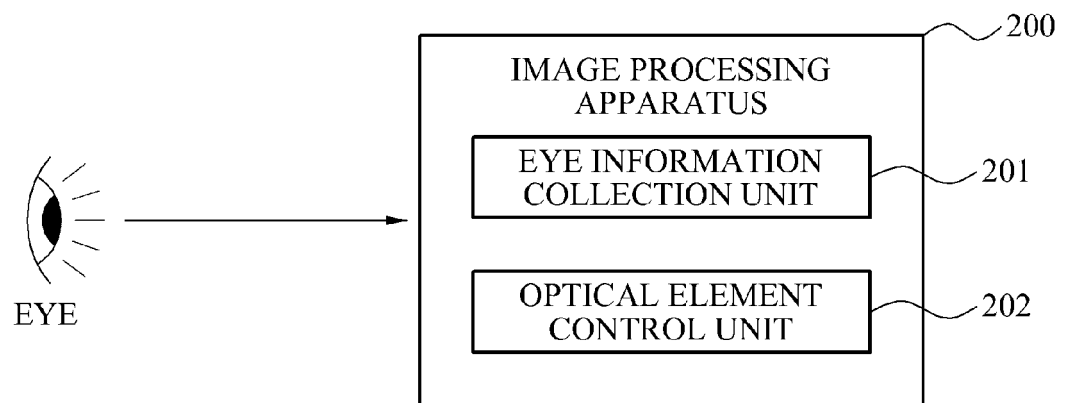 200
IMAGE PROCESSING
APPARATUS
EYE INFORMATION
COLLECTION UNIT
201
EYE
OPTICAL ELEMENT
CONTROL UNIT
202